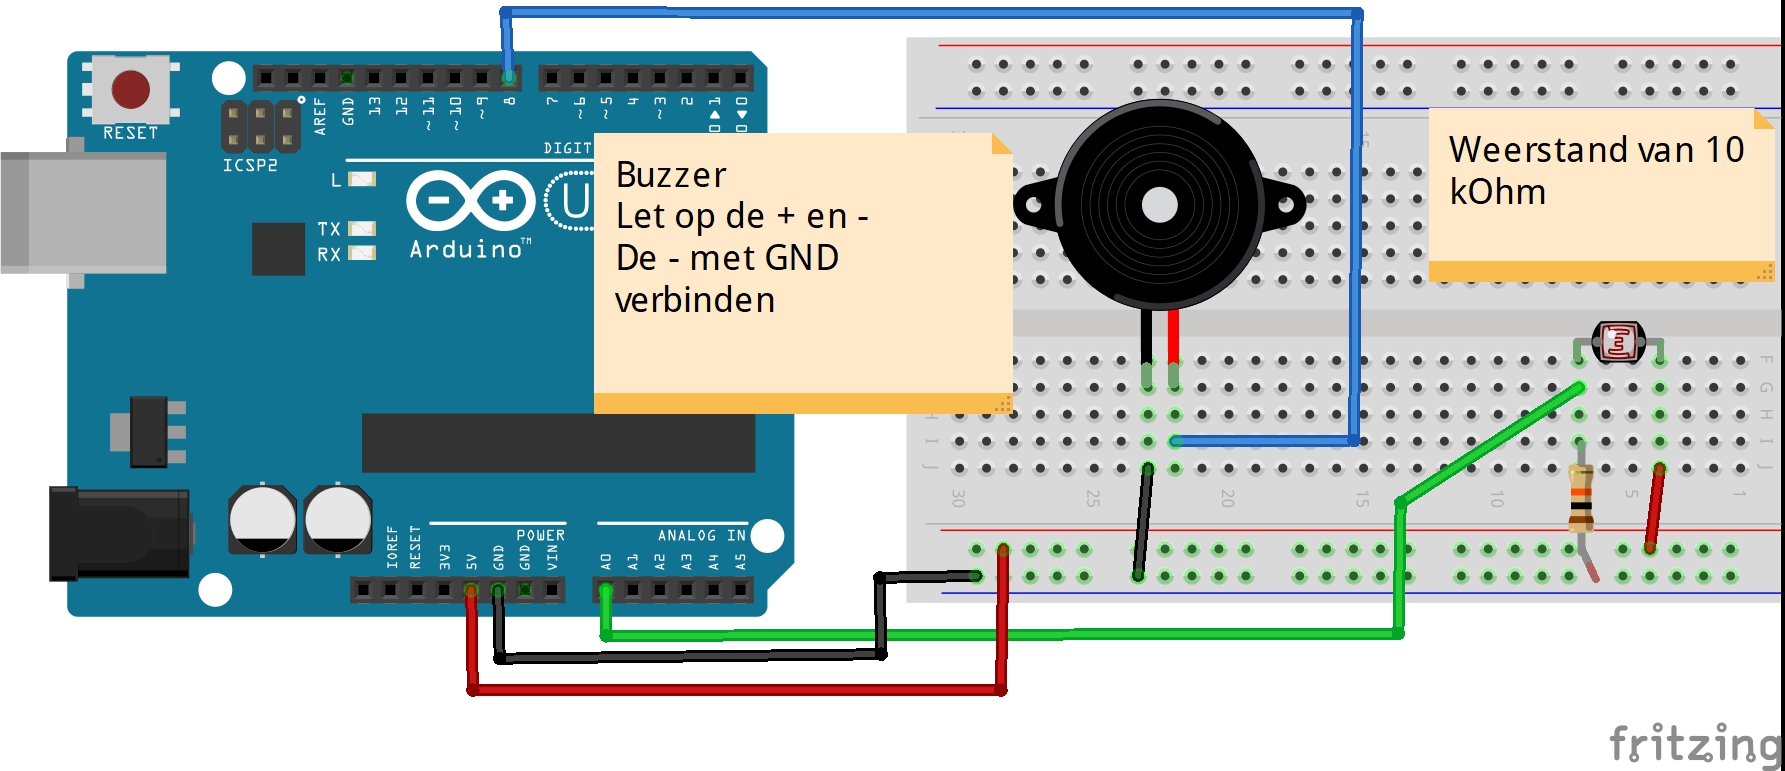 RESET
ICSP2
AREF
GND
13
12
~11
~10
~9
8
7
~6
~5
4
~3
2
1
0
DIGIT
L
TX
RX
U
Arduino™
Buzzer
Let op de + en -
De - met GND
verbinden
Weerstand van 10
kOhm
15
F
G
H
I
J
H
I
J
30
25
20
15
10
5
1
POWER
ANALOG IN
IOREF
RESET
3V3
5V
GND
GND
VIN
A0
A1
A2
A3
A4
A5
fritzing